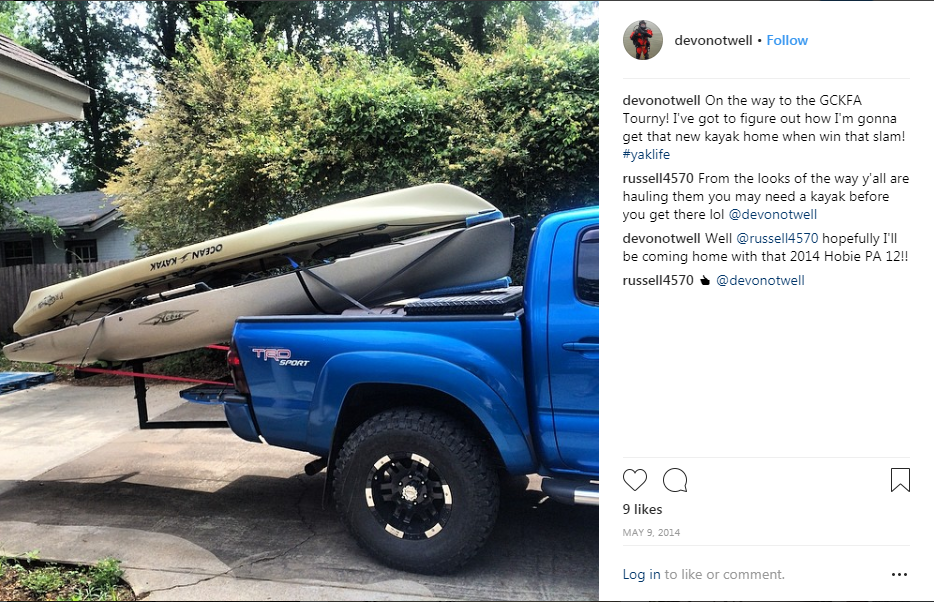 OCEAN KAYAK
Hobie
TRD
SPORT
devonotwell • Follow
devonotwell On the way to the GCKFA
Tourny! I've got to figure out how I'm gonna
get that new kayak home when win that slam!
#yaklife
russell4570 From the looks of the way y'all are
hauling them you may need a kayak before
you get there lol @devonotwell
devonotwell Well @russell4570 hopefully I'll
be coming home with that 2014 Hobie PA 12!!
russell4570 👍🏿 @devonotwell
9 likes
MAY 9, 2014
Log in to like or comment.